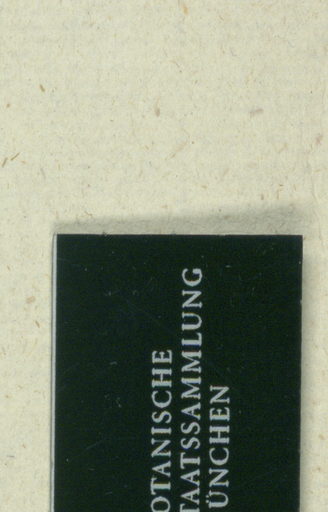 OTANISCHE
TAATSSAMMLUNG
ÜNCHEN